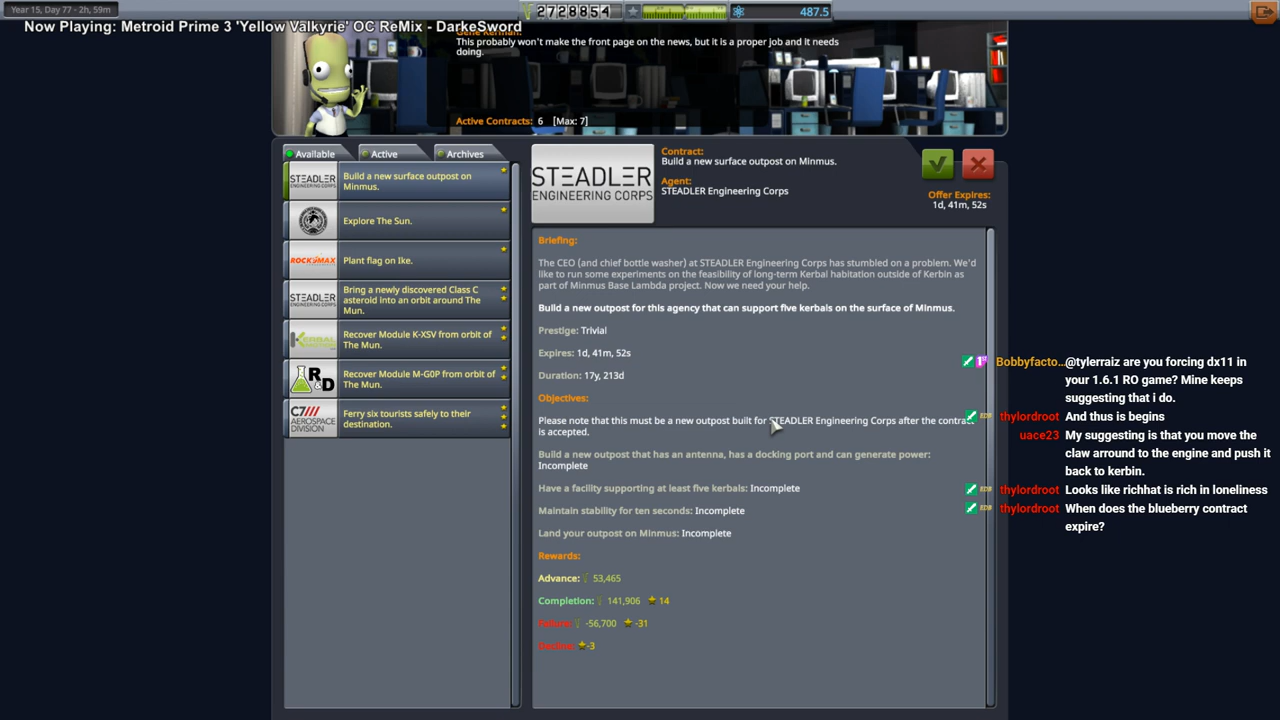 Year 15, Day 77 - 2h, 59m
2728854
487.5
Now Playing: Metroid Prime 3 'Yellow Valkyrie' OC ReMix - DarkeSword
Gene Kerman:
This probably won't make the front page on the news, but it is a proper job and it needs
doing.
Active Contracts: 6 [Max: 7]
Available
Active
Archives
STEADLER
ENGINEERING CORPS
Build a new surface outpost on
Minmus.
Explore The Sun.
ROCKOMAX
Plant flag on Ike.
STEADLER
ENGINEERING CORPS
Bring a newly discovered Class C
asteroid into an orbit around The
Mun.
KERBAL
Recover Module K-XSV from orbit of
The Mun.
R&D
Recover Module M-G0P from orbit of
The Mun.
C7///
AEROSPACE
DIVISION
Ferry six tourists safely to their
destination.
STEADLER
ENGINEERING CORPS
Contract:
Build a new surface outpost on Minmus.
Agent:
STEADLER Engineering Corps
Offer Expires:
1d, 41m, 52s
Briefing:
The CEO (and chief bottle washer) at STEADLER Engineering Corps has stumbled on a problem. We'd
like to run some experiments on the feasibility of long-term Kerbal habitation outside of Kerbin as
part of Minmus Base Lambda project. Now we need your help.
Build a new outpost for this agency that can support five kerbals on the surface of Minmus.
Prestige: Trivial
Expires: 1d, 41m, 52s
Duration: 17y, 213d
Objectives:
Please note that this must be a new outpost built for STEADLER Engineering Corps after the contract
is accepted.
Build a new outpost that has an antenna, has a docking port and can generate power:
Incomplete
Have a facility supporting at least five kerbals: Incomplete
Maintain stability for ten seconds: Incomplete
Land your outpost on Minmus: Incomplete
Rewards:
Advance: 53,465
Completion: 141,906 14
Failure: -56,700 -31
Decline: -3
Bobbyfacto... @tylerraiz are you forcing dx11 in
your 1.6.1 RO game? Mine keeps
suggesting that i do.
thylordroot And thus is begins
uace23 My suggesting is that you move the
claw arround to the engine and push it
back to kerbin.
thylordroot Looks like richhat is rich in loneliness
thylordroot When does the blueberry contract
expire?